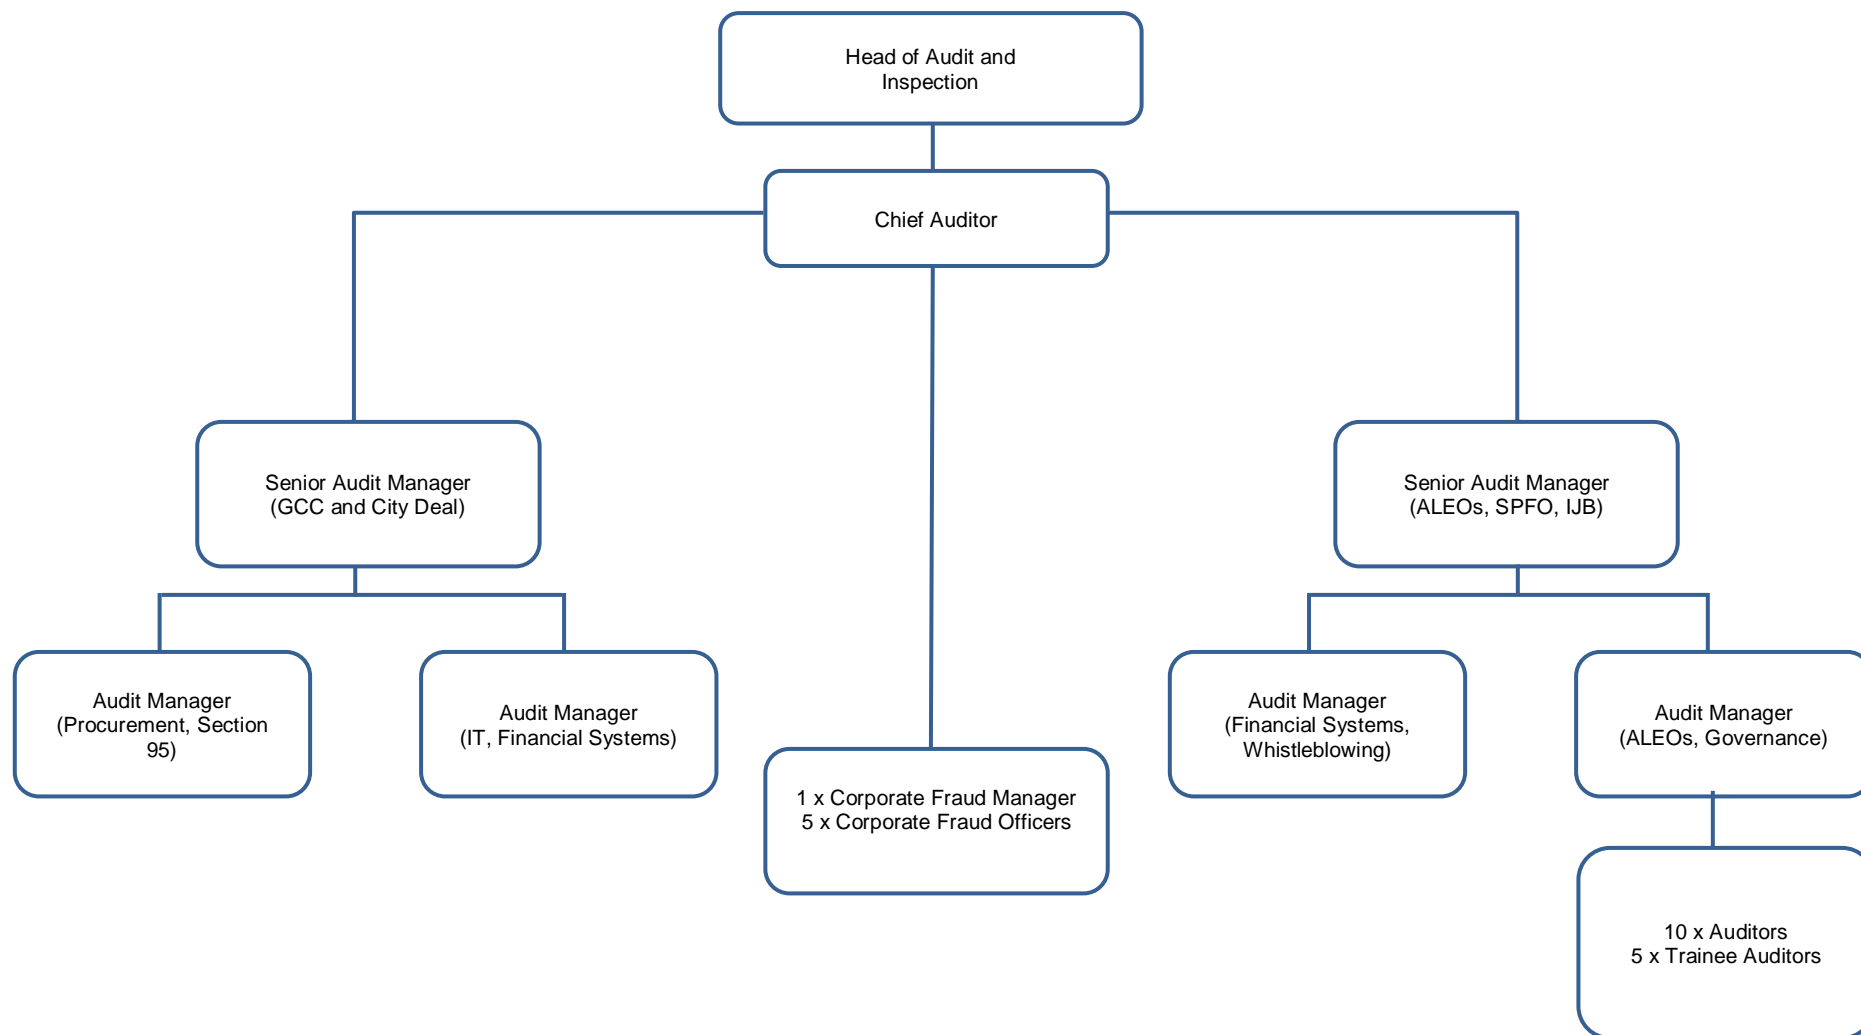 Head of Audit and
Inspection
Chief Auditor
Senior Audit Manager
(GCC and City Deal)
Senior Audit Manager
(ALEOs, SPFO, IJB)
Audit Manager
(Procurement, Section
95)
Audit Manager
(IT, Financial Systems)
Audit Manager
(Financial Systems,
Whistleblowing)
Audit Manager
(ALEOs, Governance)
1 x Corporate Fraud Manager
5 x Corporate Fraud Officers
10 x Auditors
5 x Trainee Auditors